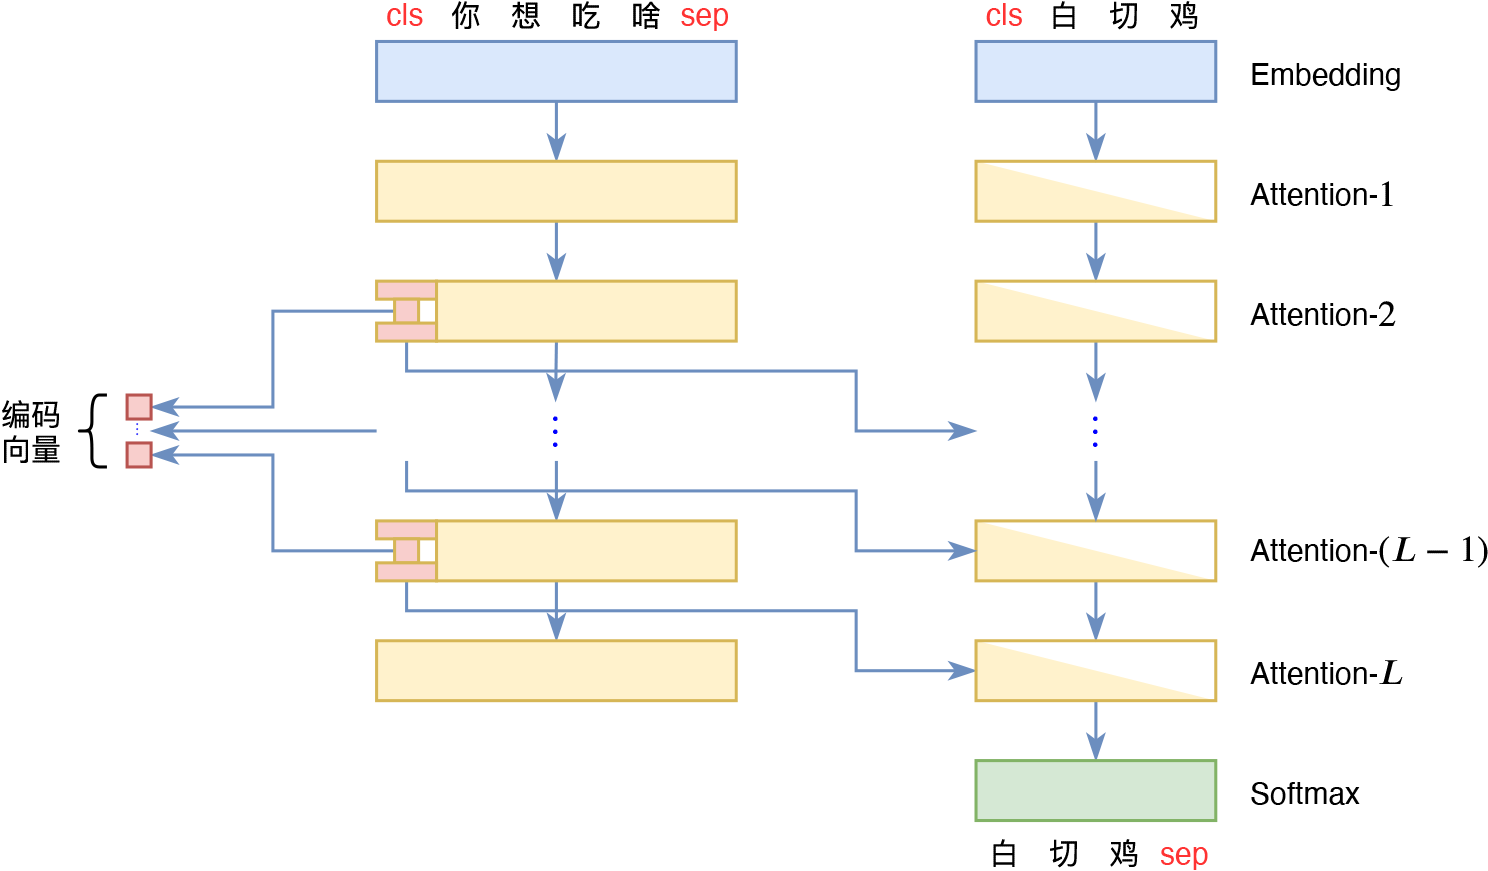 cls 你 想 吃 啥 sep
cls 白 切 鸡
Embedding
Attention-1
Attention-2
编码
向量
Attention-(L − 1)
Attention-L
Softmax
白 切 鸡 sep